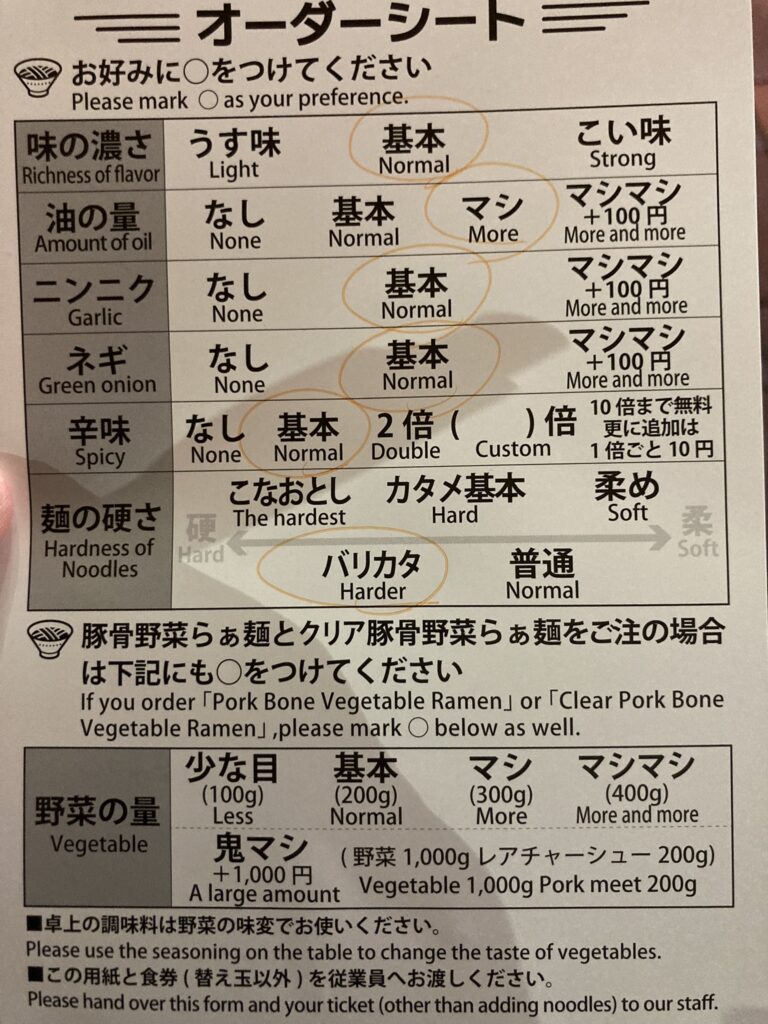 オーダーシート
お好みに○をつけてください
Please mark ○ as your preference.
味の濃さ うす味 基本 こい味
Richness of flavor Light Normal Strong
油の量 なし 基本 マシ マシマシ
+100円
Amount of oil None Normal More More and more
ニンニク なし 基本 マシマシ
+100円
Garlic None Normal More and more
ネギ なし 基本 マシマシ
+100円
Green onion None Normal More and more
辛味 なし 基本 2倍 ( )倍
Spicy None Normal Double Custom
10倍まで無料
更に追加は
1倍ごと10円
麺の硬さ
Hardness of
Noodles
こなおとし カタメ基本 柔め
The hardest Hard Soft
硬 柔
Hard Soft
バリカタ 普通
Harder Normal
豚骨野菜らぁ麺とクリア豚骨野菜らぁ麺をご注の場合
は下記にも○をつけてください
If you order「Pork Bone Vegetable Ramen」or「Clear Pork Bone
Vegetable Ramen」,please mark ○ below as well.
野菜の量
Vegetable
少な目 基本 マシ マシマシ
(100g) (200g) (300g) (400g)
Less Normal More More and more
鬼マシ
+1,000円
A large amount
(野菜 1,000g レアチャーシュー 200g)
Vegetable 1,000g Pork meet 200g
■卓上の調味料は野菜の味変でお使いください。
Please use the seasoning on the table to change the taste of vegetables.
■この用紙と食券(替え玉以外)を従業員へお渡しください。
Please hand over this form and your ticket (other than adding noodles) to our staff.